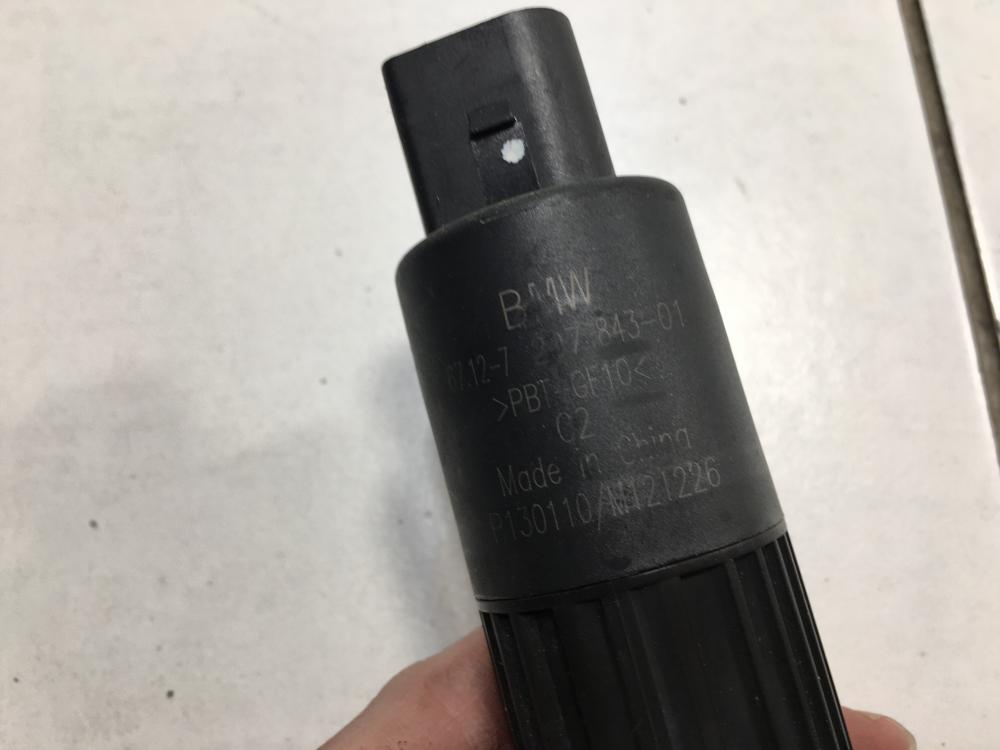 BMW
67.12-7 217 843-01
>PBT GF10<
C2
Made in China
P130110/M121226